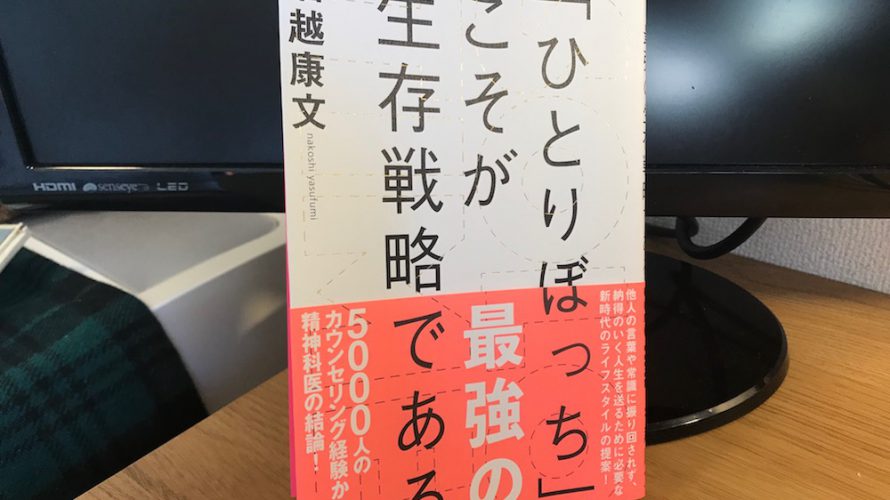 「ひとりぼっち」
こそが最強の
生存戦略である
越康文
nakoshi yasufumi
他人の言葉や常識に振り回されず、
納得のいく人生を送るために必要な
新時代のライフスタイルの提案!
5000人の
カウンセリング経験か
精神科医の結論!
HDMI senseye LED